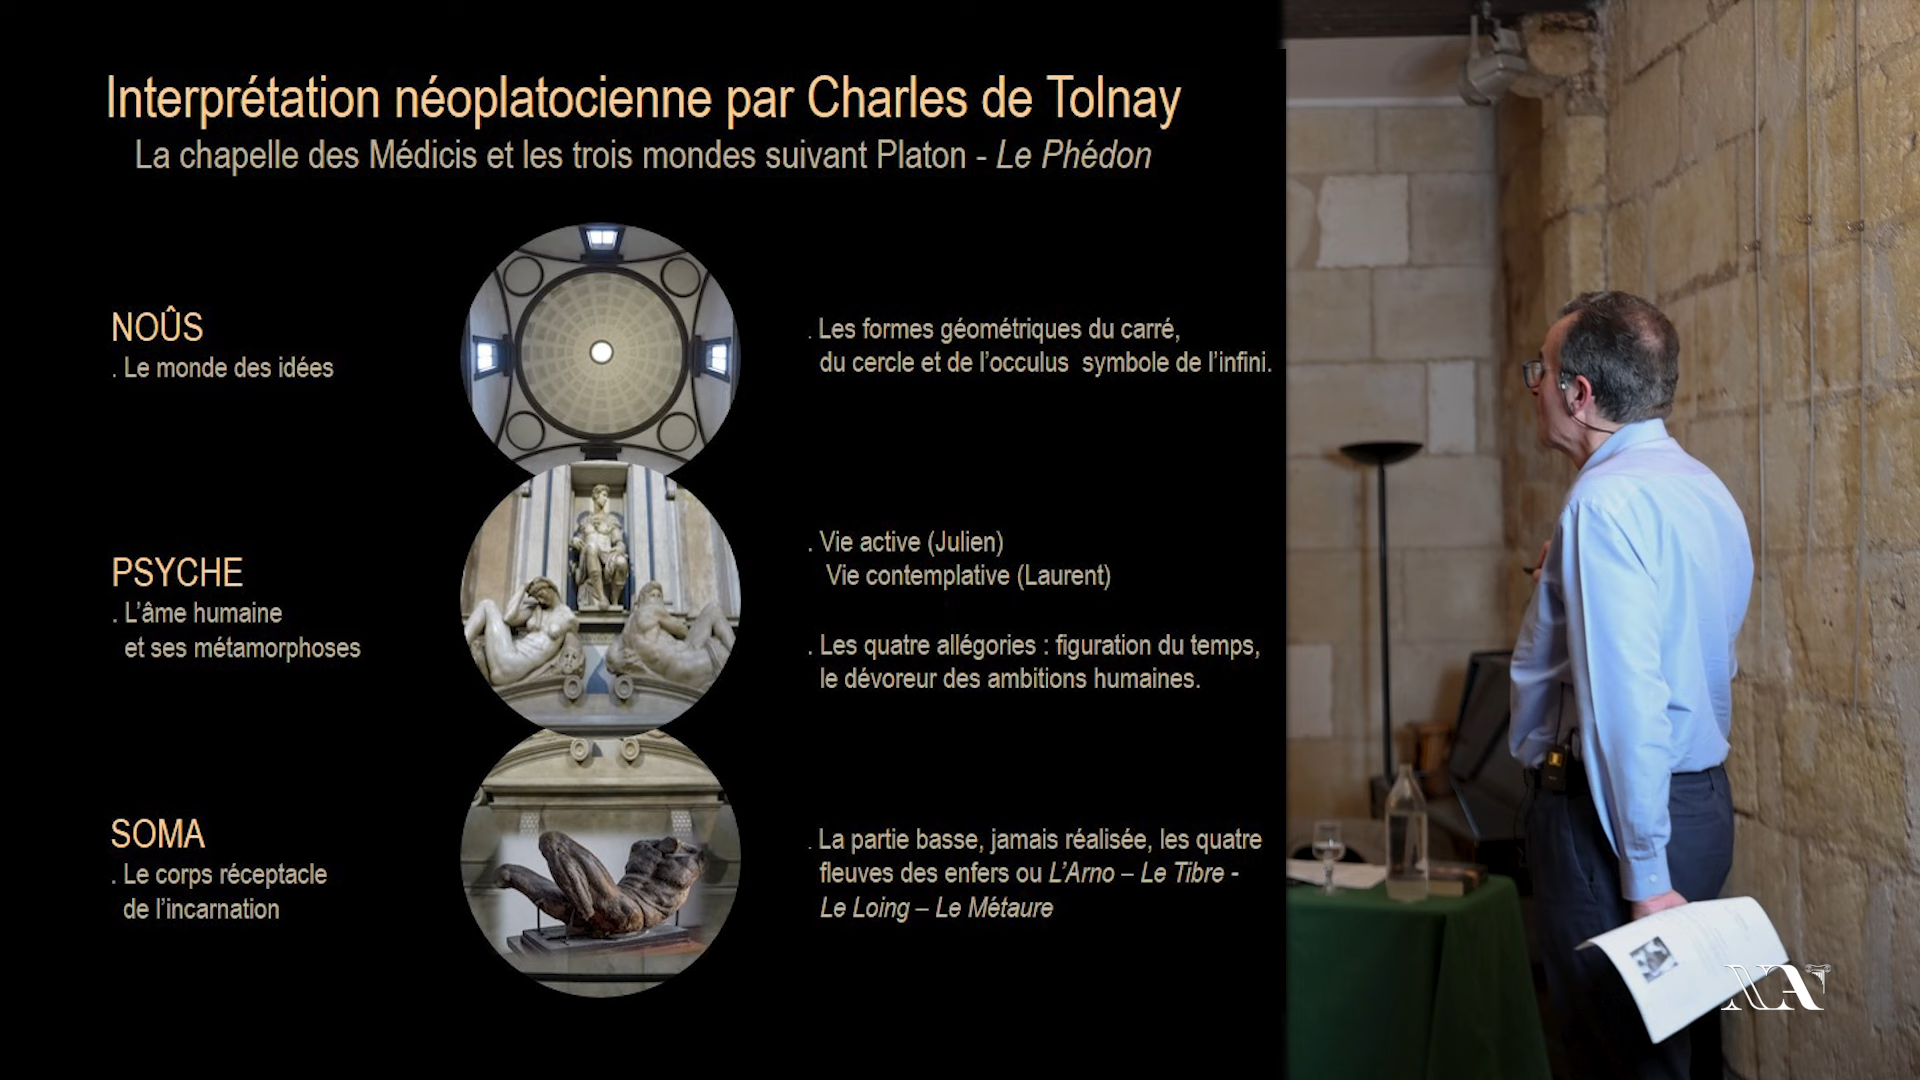 Interprétation néoplatocienne par Charles de Tolnay
La chapelle des Médicis et les trois mondes suivant Platon - Le Phédon
NOÛS
. Le monde des idées
. Les formes géométriques du carré,
du cercle et de l'occulus symbole de l'infini.
PSYCHE
. L'âme humaine
et ses métamorphoses
. Vie active (Julien)
Vie contemplative (Laurent)
. Les quatre allégories : figuration du temps,
le dévoreur des ambitions humaines.
SOMA
. Le corps réceptacle
de l'incarnation
. La partie basse, jamais réalisée, les quatre
fleuves des enfers ou L'Arno – Le Tibre -
Le Loing – Le Métaure